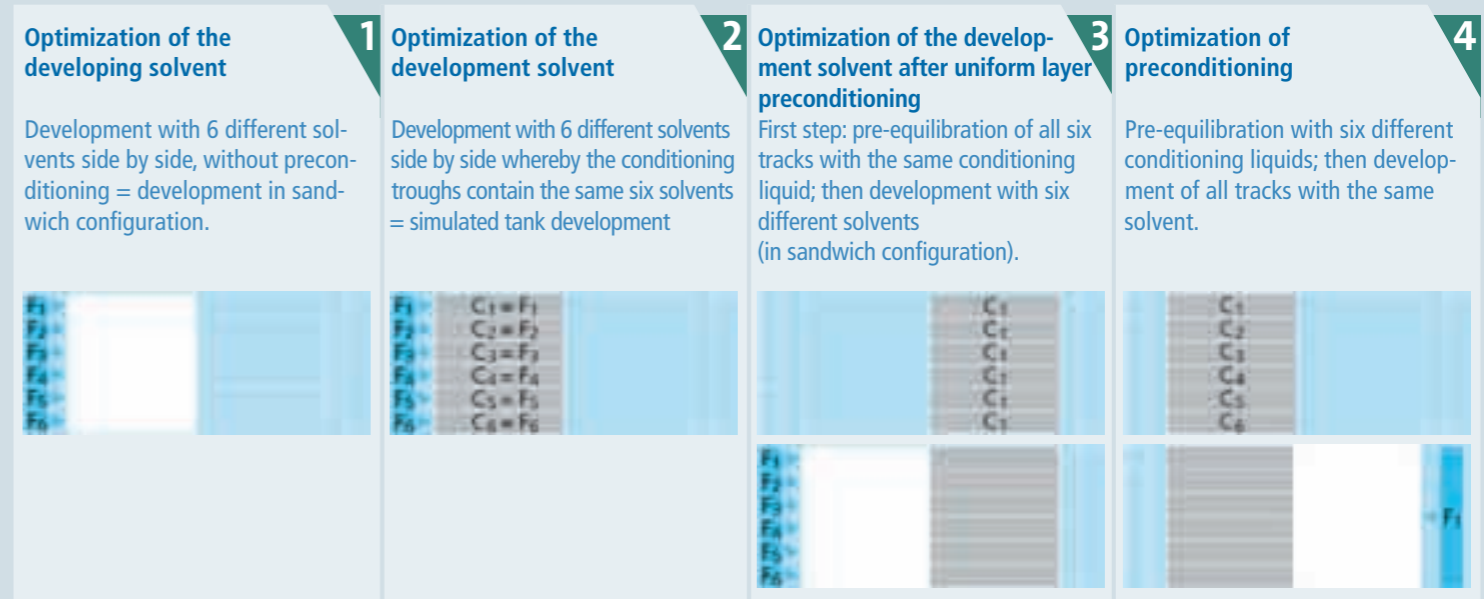 1
Optimization of the
developing solvent
Development with 6 different sol-
vents side by side, without precon-
ditioning = development in sand-
wich configuration.
F1
F2
F3
F4
F5
F6
2
Optimization of the
development solvent
Development with 6 different solvents
side by side whereby the conditioning
troughs contain the same six solvents
= simulated tank development
F1 C1 = F1
F2 C2 = F2
F3 C3 = F3
F4 C4 = F4
F5 C5 = F5
F6 C6 = F6
3
Optimization of the develop-
ment solvent after uniform layer
preconditioning
First step: pre-equilibration of all six
tracks with the same conditioning
liquid; then development with six
different solvents
(in sandwich configuration).
C1
C1
C1
C1
C1
C1
F1
F2
F3
F4
F5
F6
4
Optimization of
preconditioning
Pre-equilibration with six different
conditioning liquids; then develop-
ment of all tracks with the same
solvent.
C1
C2
C3
C4
C5
C6
F1